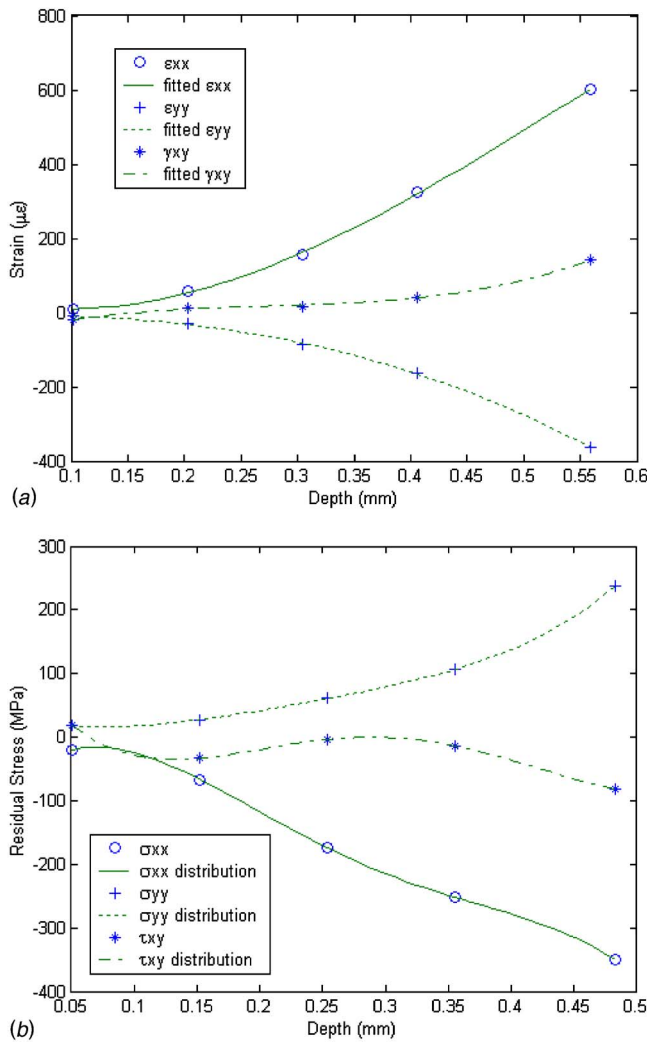 800
600
400
200
0
-200
-400
Strain (με)
εxx
fitted εxx
εyy
fitted εyy
γxy
fitted γxy
0.1 0.15 0.2 0.25 0.3 0.35 0.4 0.45 0.5 0.55 0.6
Depth (mm)
(a)
300
200
100
0
-100
-200
-300
-400
Residual Stress (MPa)
σxx
σxx distribution
σyy
σyy distribution
τxy
τxy distribution
0.05 0.1 0.15 0.2 0.25 0.3 0.35 0.4 0.45 0.5
Depth (mm)
(b)